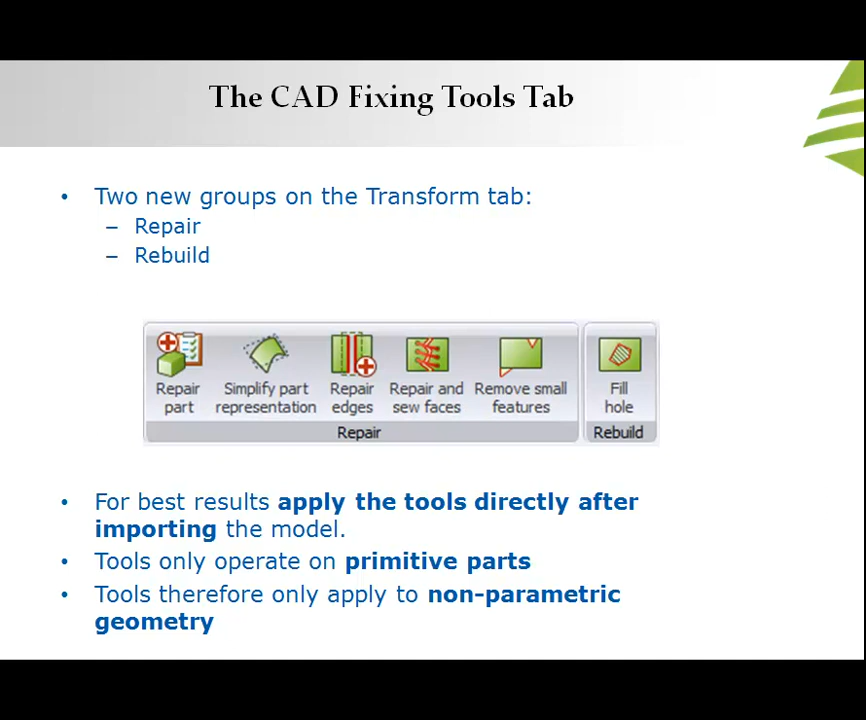 The CAD Fixing Tools Tab
• Two new groups on the Transform tab:
– Repair
– Rebuild
Repair part
Simplify part representation
Repair edges
Repair and sew faces
Remove small features
Fill hole
Repair
Rebuild
• For best results apply the tools directly after
importing the model.
• Tools only operate on primitive parts
• Tools therefore only apply to non-parametric
geometry